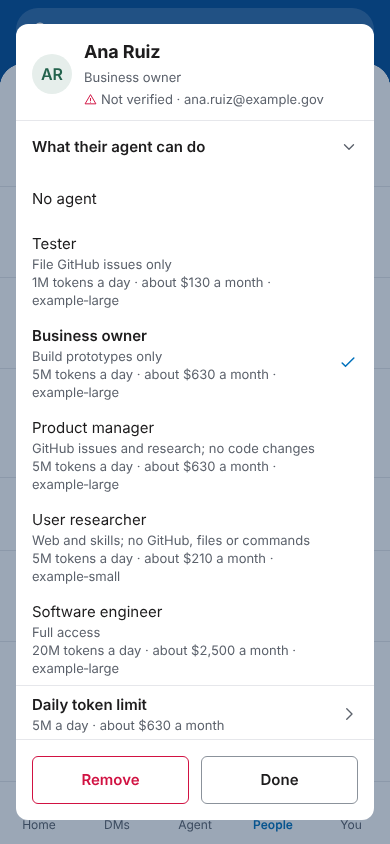 AR
Ana Ruiz
Business owner
Not verified · ana.ruiz@example.gov
What their agent can do
No agent
Tester
File GitHub issues only
1M tokens a day · about $130 a month ·
example-large
Business owner
Build prototypes only
5M tokens a day · about $630 a month ·
example-large
Product manager
GitHub issues and research; no code changes
5M tokens a day · about $630 a month ·
example-large
User researcher
Web and skills; no GitHub, files or commands
5M tokens a day · about $210 a month ·
example-small
Software engineer
Full access
20M tokens a day · about $2,500 a month ·
example-large
Daily token limit
5M a day · about $630 a month
Remove
Done
Home
DMs
Agent
People
You